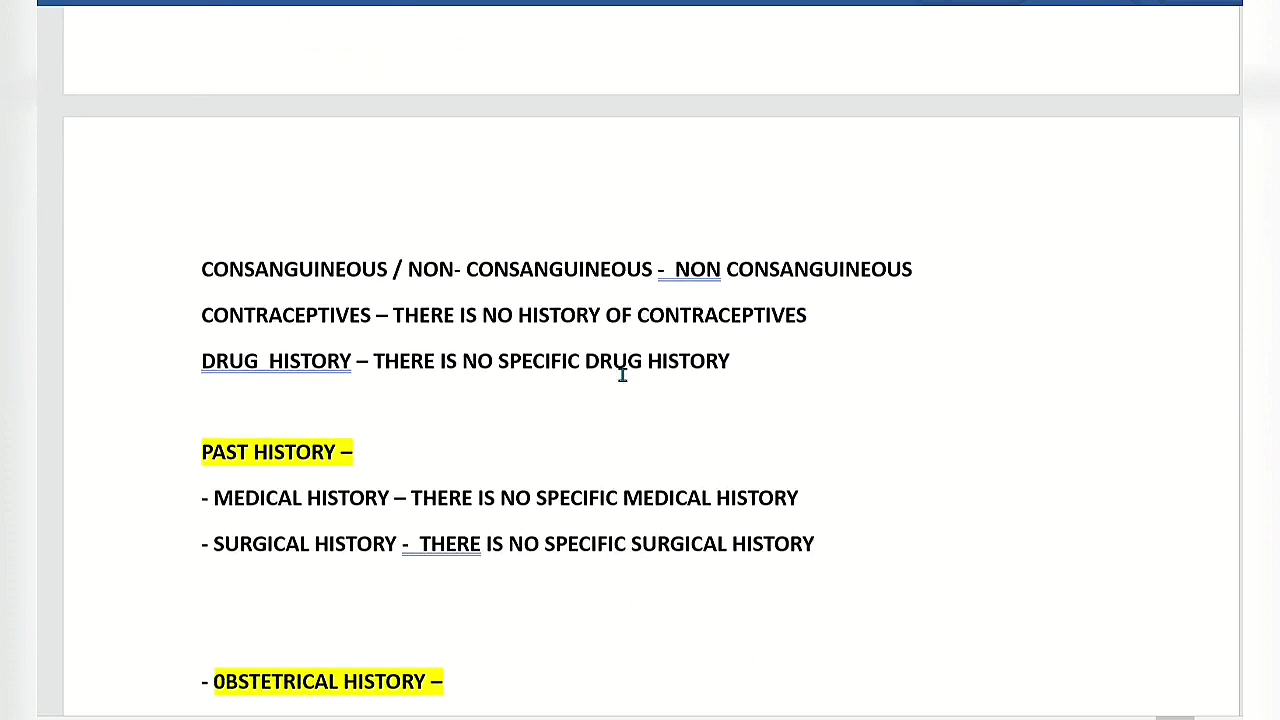 CONSANGUINEOUS / NON- CONSANGUINEOUS -  NON CONSANGUINEOUS
CONTRACEPTIVES – THERE IS NO HISTORY OF CONTRACEPTIVES
DRUG  HISTORY – THERE IS NO SPECIFIC DRUG HISTORY
PAST HISTORY –
- MEDICAL HISTORY – THERE IS NO SPECIFIC MEDICAL HISTORY
- SURGICAL HISTORY -  THERE IS NO SPECIFIC SURGICAL HISTORY
- 0BSTETRICAL HISTORY –